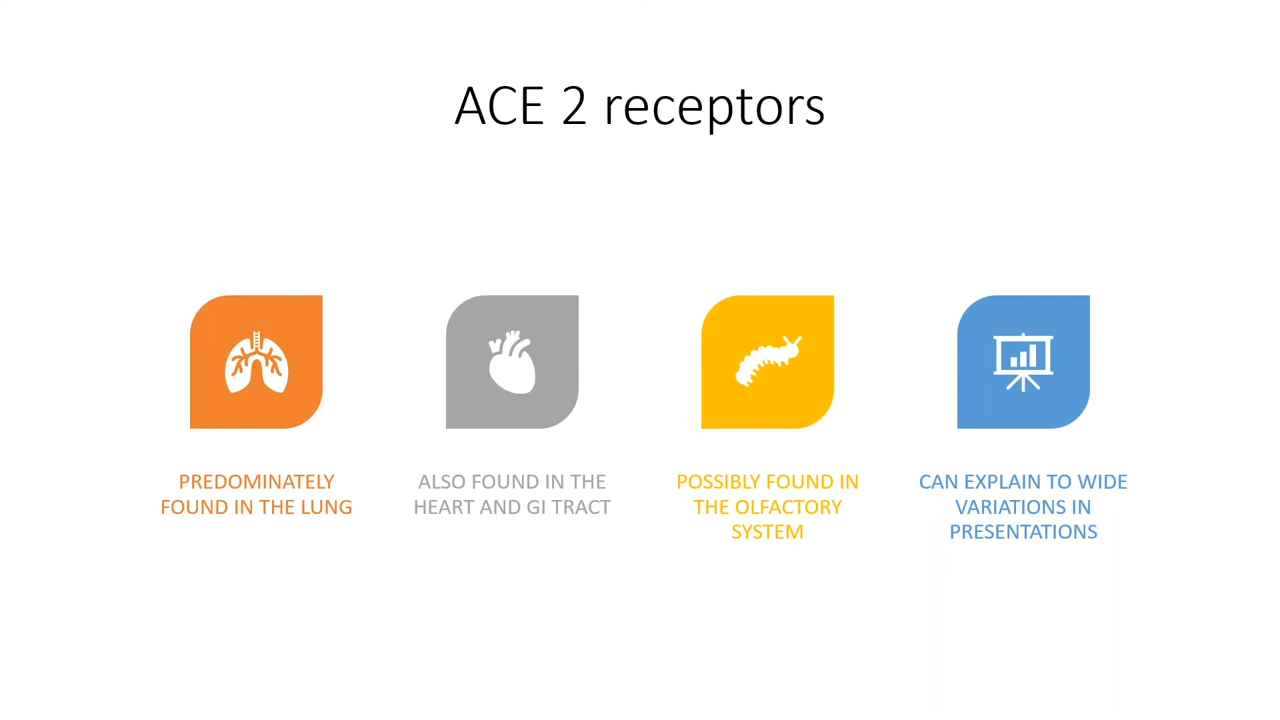 ACE 2 receptors
PREDOMINATELY
FOUND IN THE LUNG
ALSO FOUND IN THE
HEART AND GI TRACT
POSSIBLY FOUND IN
THE OLFACTORY
SYSTEM
CAN EXPLAIN TO WIDE
VARIATIONS IN
PRESENTATIONS